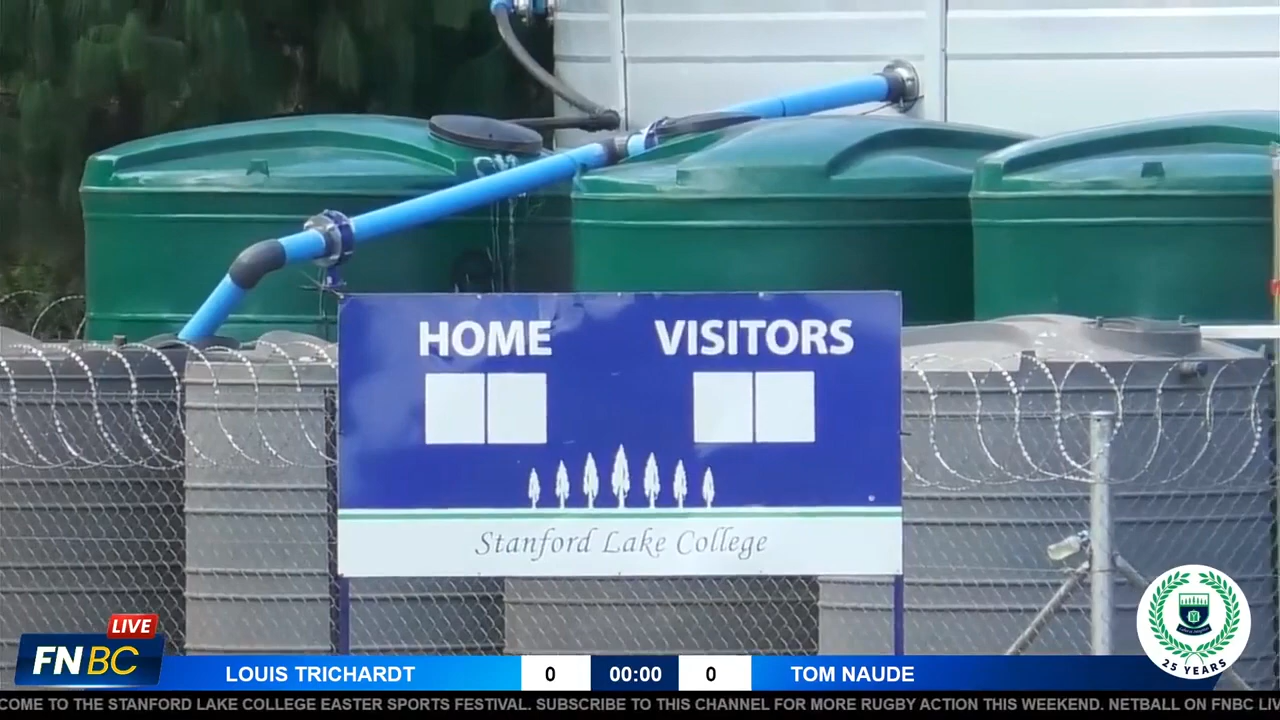 HOME VISITORS
Stanford Lake College
LIVE
FNBC
LOUIS TRICHARDT 0 00:00 0 TOM NAUDE
25 YEARS
COME TO THE STANFORD LAKE COLLEGE EASTER SPORTS FESTIVAL. SUBSCRIBE TO THIS CHANNEL FOR MORE RUGBY ACTION THIS WEEKEND. NETBALL ON FNBC LIV